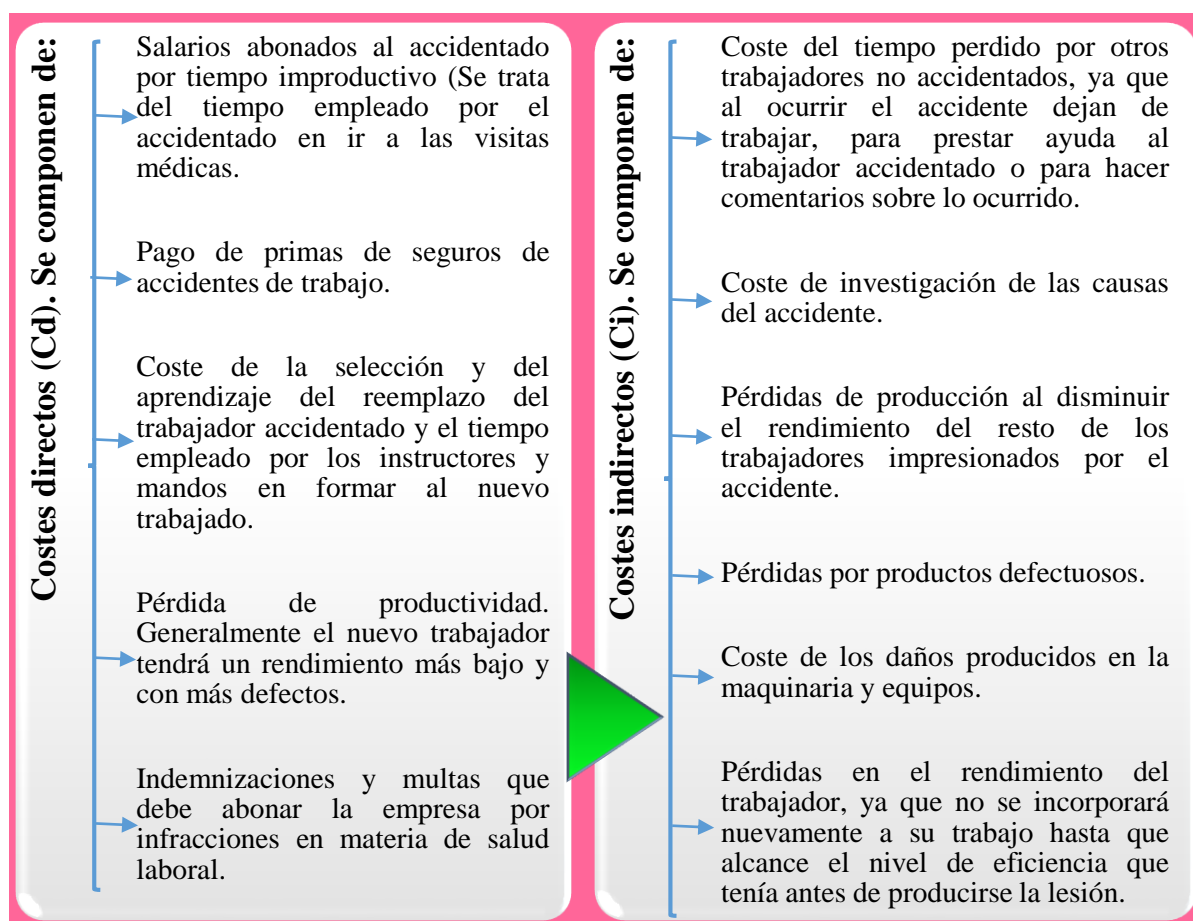 Costes directos (Cd). Se componen de::
Salarios abonados al accidentado
por tiempo improductivo (Se trata
del tiempo empleado por el
accidentado en ir a las visitas
médicas.
Pago de primas de seguros de
accidentes de trabajo.
Coste de la selección y del
aprendizaje del reemplazo del
trabajador accidentado y el tiempo
empleado por los instructores y
mandos en formar al nuevo
trabajado.
Pérdida de productividad.
Generalmente el nuevo trabajador
tendrá un rendimiento más bajo y
con más defectos.
Indemnizaciones y multas que
debe abonar la empresa por
infracciones en materia de salud
laboral.
Costes indirectos (Ci). Se componen de:
Coste del tiempo perdido por otros
trabajadores no accidentados, ya que
al ocurrir el accidente dejan de
trabajar, para prestar ayuda al
trabajador accidentado o para hacer
comentarios sobre lo ocurrido.
Coste de investigación de las causas
del accidente.
Pérdidas de producción al disminuir
el rendimiento del resto de los
trabajadores impresionados por el
accidente.
Pérdidas por productos defectuosos.
Coste de los daños producidos en la
maquinaria y equipos.
Pérdidas en el rendimiento del
trabajador, ya que no se incorporará
nuevamente a su trabajo hasta que
alcance el nivel de eficiencia que
tenía antes de producirse la lesión.